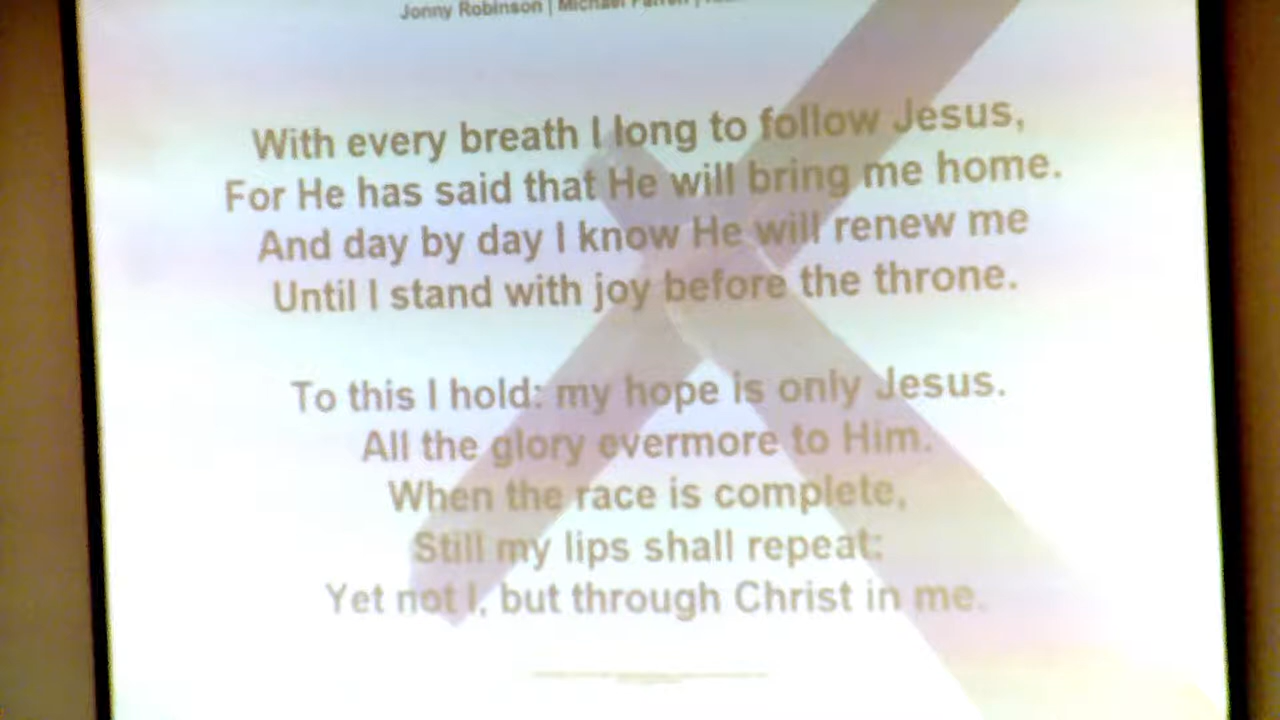 Jonny Robinson | Michael
With every breath I long to follow Jesus,
For He has said that He will bring me home.
And day by day I know He will renew me
Until I stand with joy before the throne.
To this I hold: my hope is only Jesus.
All the glory evermore to Him.
When the race is complete,
Still my lips shall repeat:
Yet not I, but through Christ in me.